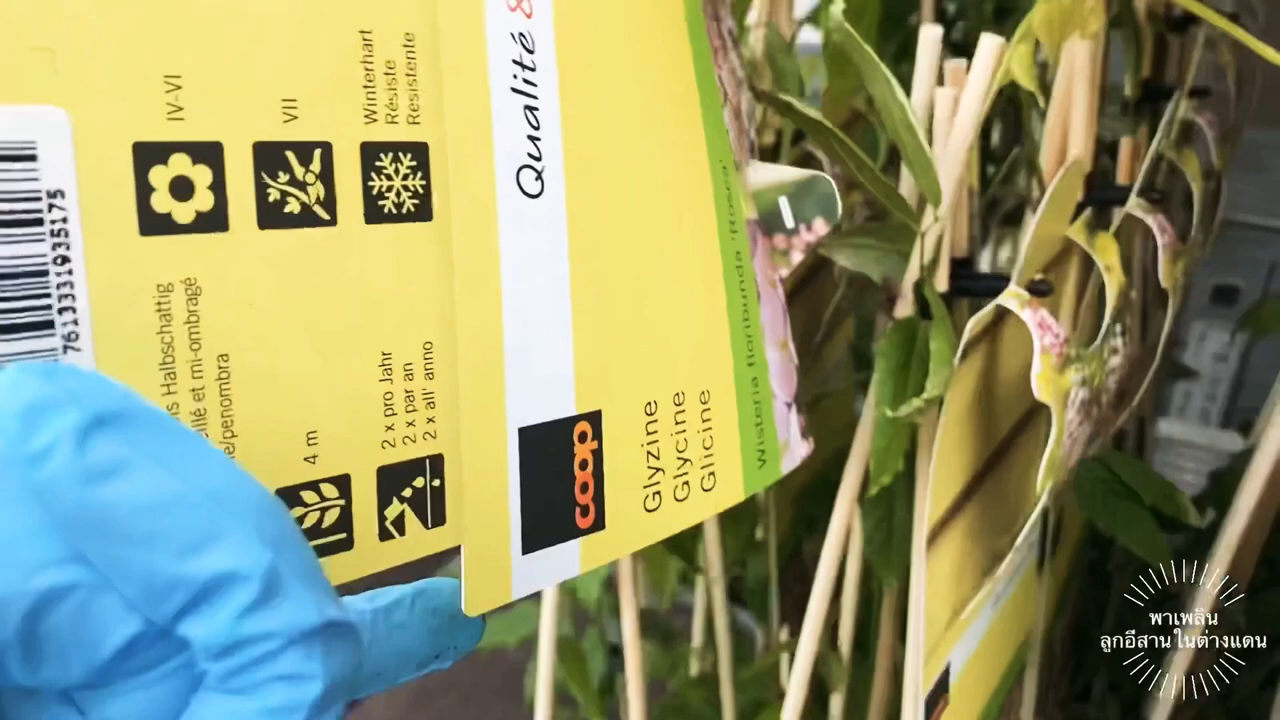 IV-VI
VII
Winterhart
Résiste
Resistente
7613331935175
Halbschattig
et mi-ombragé
4 m
2 x pro Jahr
2 x par an
2 x all' anno
Qualité &
coop
Glyzine
Glycine
Glicine
Wisteria floribunda 'Rosea'
พาเพลิน
ลูกอีสานในต่างแดน